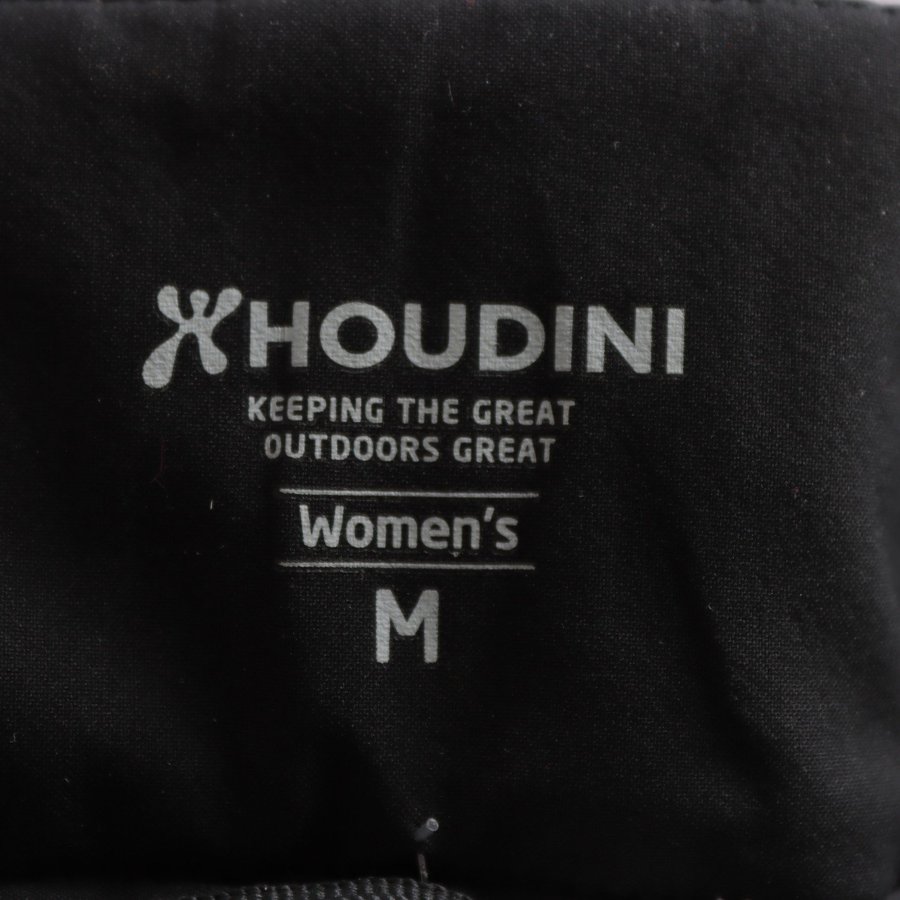 HOUDINI
KEEPING THE GREAT
OUTDOORS GREAT
Women's
M